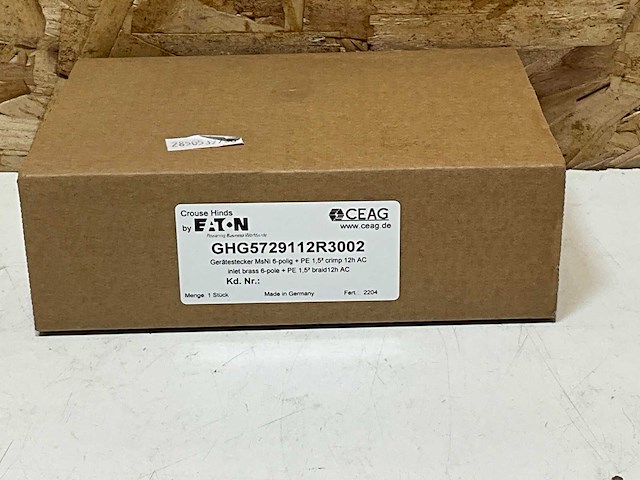 Crouse Hinds
by EATON
Powering Business Worldwide
CEAG
www.ceag.de
GHG5729112R3002
Gerätestecker MsNi 6-polig + PE 1,5² crimp 12h AC
inlet brass 6-pole + PE 1,5² braid12h AC
Kd. Nr.:
Menge: 1 Stück Made in Germany Fert.: 2204